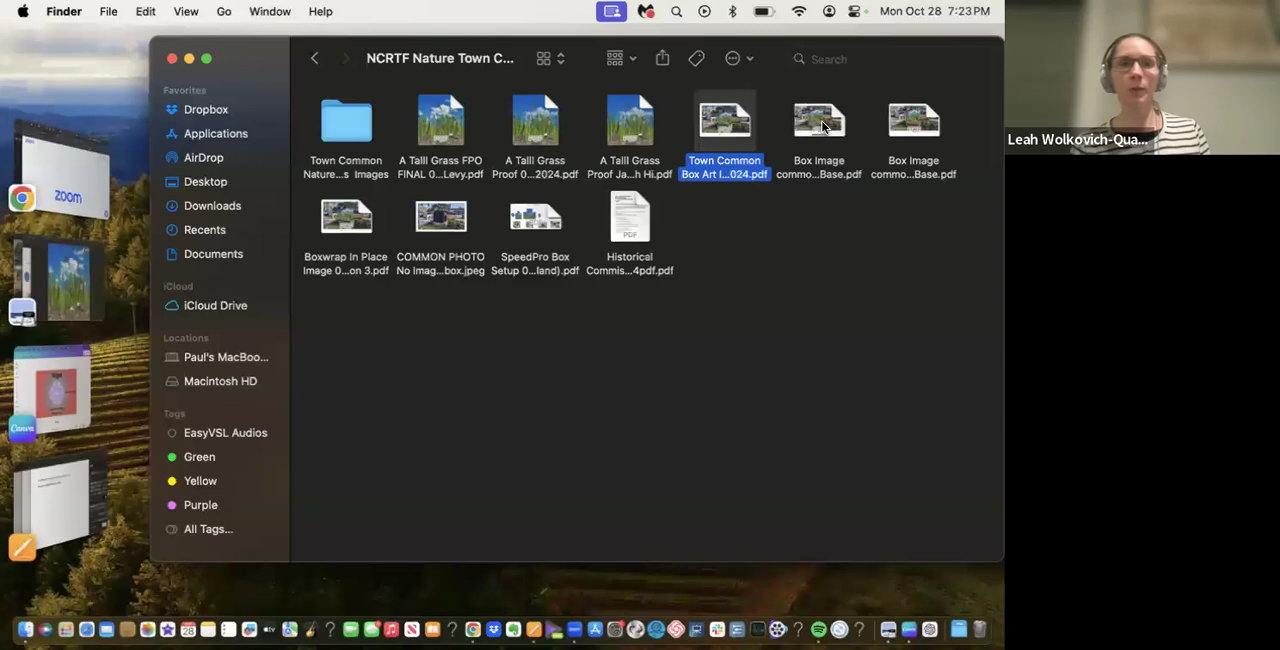 Finder File Edit View Go Window Help Mon Oct 28 7:23 PM
NCRTF Nature Town C... Search
Leah Wolkovich-Qua...
Favorites
Dropbox
Applications
AirDrop
Desktop
Downloads
Recents
Documents
iCloud
iCloud Drive
Locations
Paul's MacBoo...
Macintosh HD
Tags
EasyVSL Audios
Green
Yellow
Purple
All Tags...
Town Common
Nature...s Images
A Talll Grass FPO
FINAL 0...Levy.pdf
A Talll Grass
Proof 0...2024.pdf
A Talll Grass
Proof Ja...h Hi.pdf
Town Common
Box Art I...024.pdf
Box Image
commo...Base.pdf
Box Image
commo...Base.pdf
Boxwrap In Place
Image 0...on 3.pdf
COMMON PHOTO
No Imag...box.jpeg
SpeedPro Box
Setup 0...land).pdf
PDF
Historical
Commis...4pdf.pdf
zoom
Canva
28